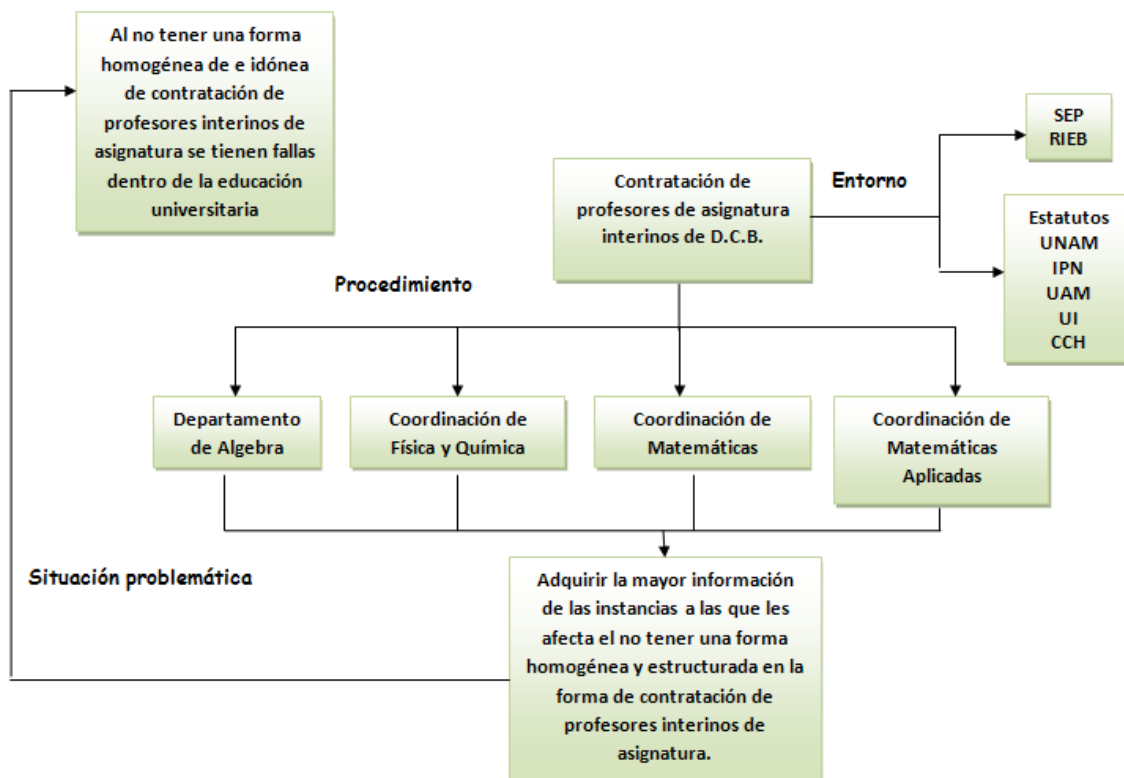 Al no tener una forma
homogénea de e idónea
de contratación de
profesores interinos de
asignatura se tienen fallas
dentro de la educación
universitaria
SEP
RIEB
Contratación de
profesores de asignatura
interinos de D.C.B.
Entorno
Estatutos
UNAM
IPN
UAM
UI
CCH
Procedimiento
Departamento
de Algebra
Coordinación de
Física y Química
Coordinación de
Matemáticas
Coordinación de
Matemáticas
Aplicadas
Situación problemática
Adquirir la mayor información
de las instancias a las que les
afecta el no tener una forma
homogénea y estructurada en la
forma de contratación de
profesores interinos de
asignatura.